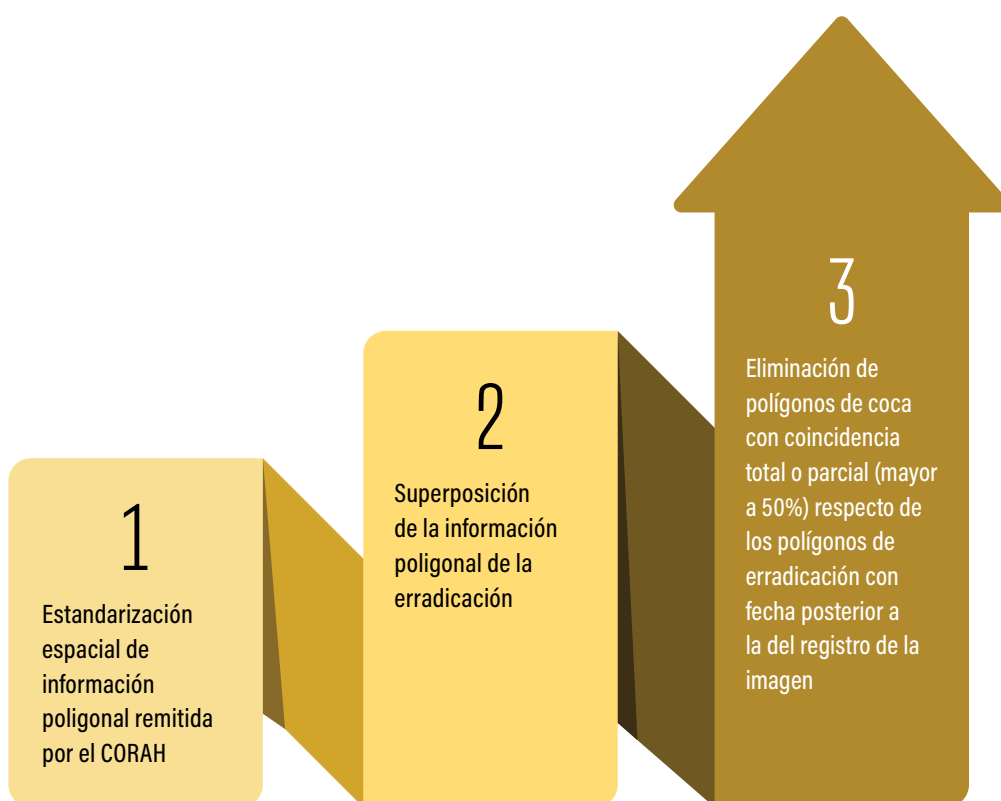 1
Estandarización
espacial de
información
poligonal remitida
por el CORAH
2
Superposición
de la información
poligonal de la
erradicación
3
Eliminación de
polígonos de coca
con coincidencia
total o parcial (mayor
a 50%) respecto de
los polígonos de
erradicación con
fecha posterior a
la del registro de la
imagen